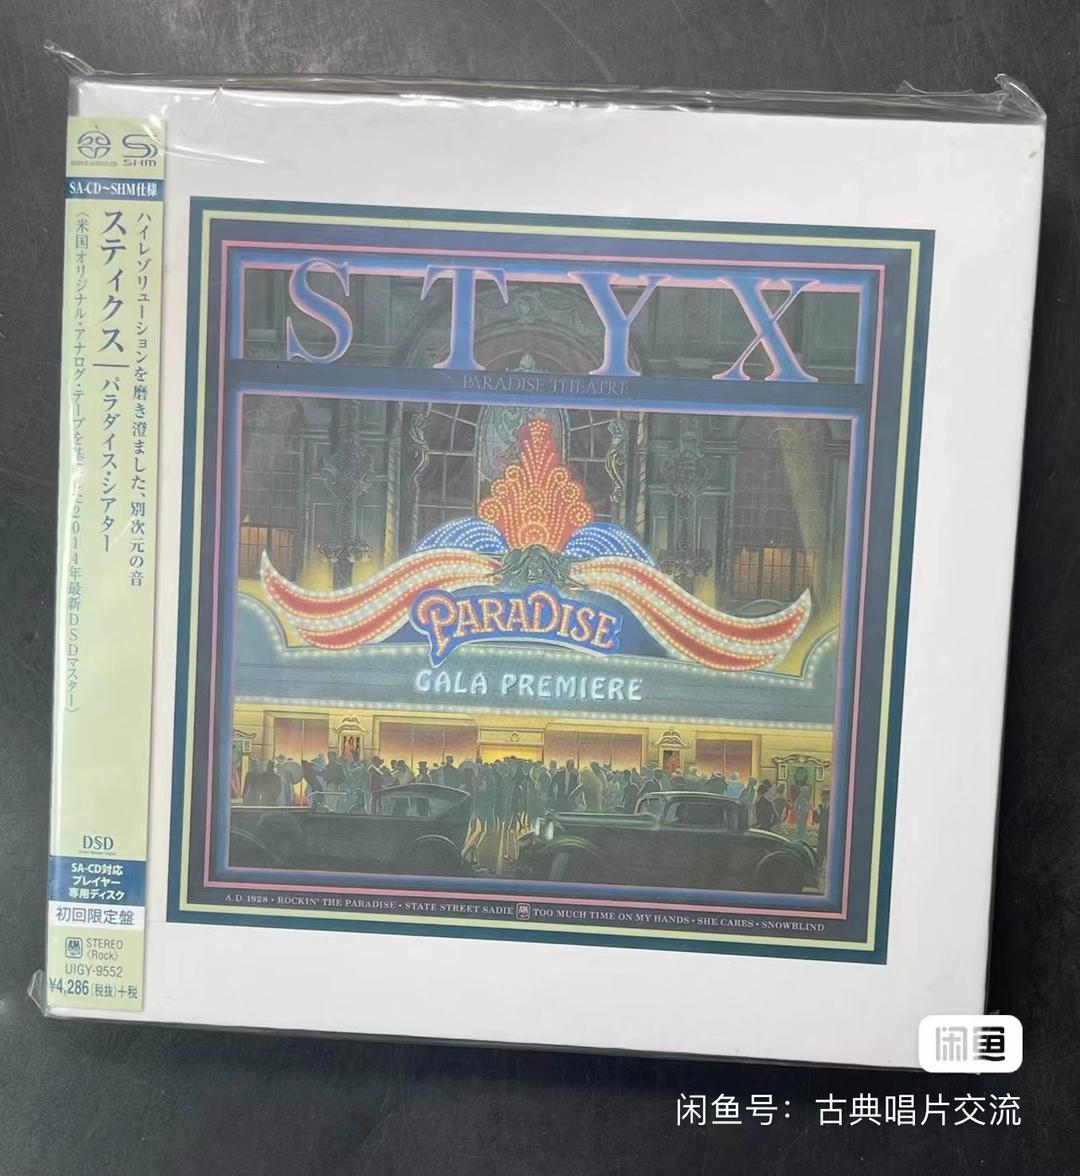 SUPER AUDIO CD
SHM
SA-CD~SHM仕様
ハイレゾリューションを磨き澄ました、別次元の音
スティクス|パラダイス・シアター
〈米国オリジナル・アナログ・テープを基にした2014年最新DSDマスター〉
DSD
SA-CD対応
プレイヤー
専用ディスク
初回限定盤
A&M
STEREO
〈Rock〉
UIGY-9552
¥4,286(税抜)+税
STYX
PARADISE THEATRE
PARADISE
GALA PREMIERE
A.D. 1928 • ROCKIN' THE PARADISE • STATE STREET SADIE A&M TOO MUCH TIME ON MY HANDS • SHE CARES • SNOWBLIND
闲鱼
闲鱼号：古典唱片交流